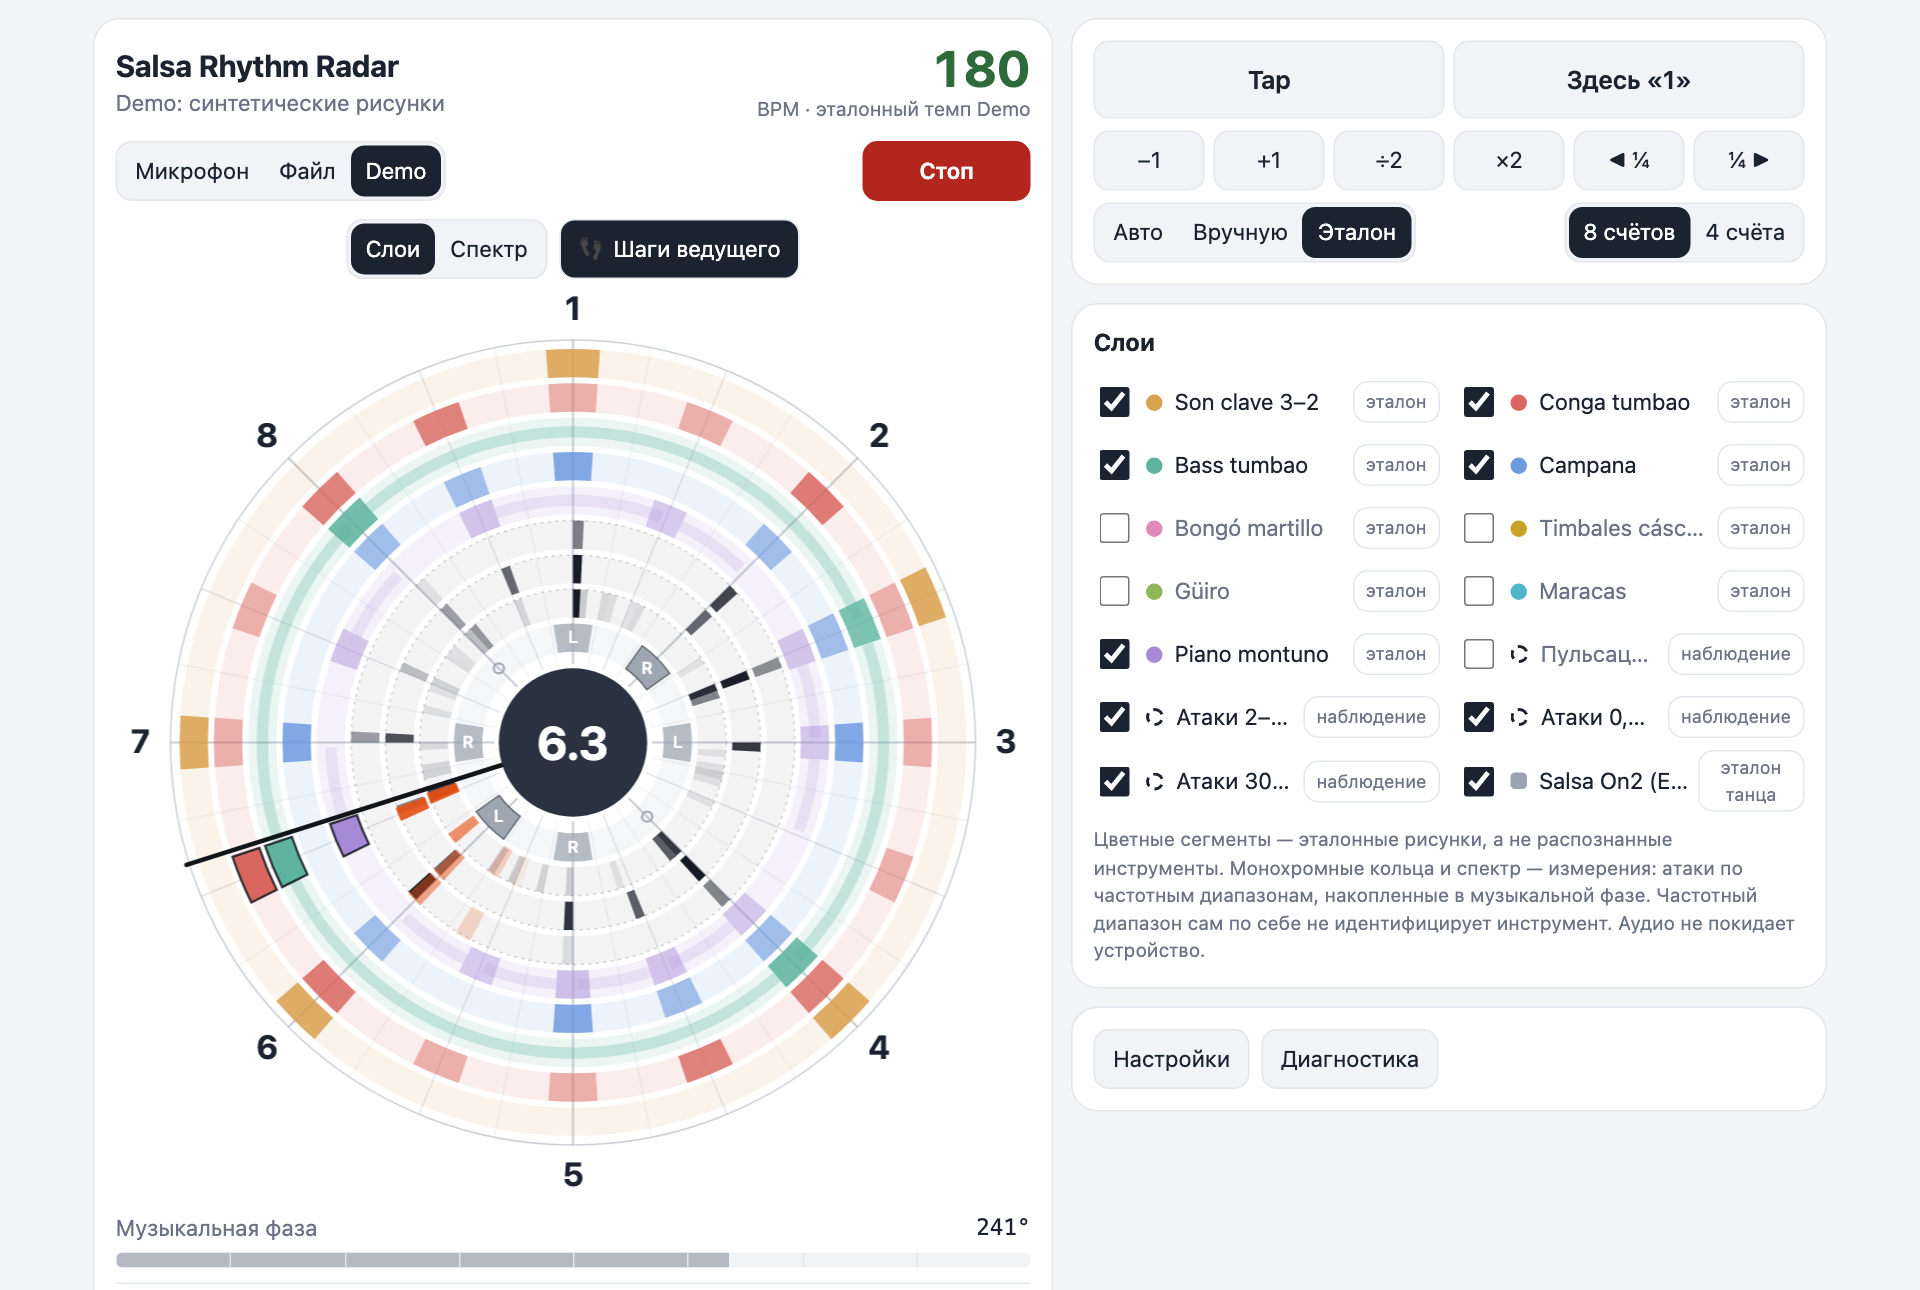 Salsa Rhythm Radar
Demo: синтетические рисунки
180
BPM · эталонный темп Demo
Микрофон Файл Demo
Стоп
Слои Спектр
Шаги ведущего
1
2
3
4
5
6
7
8
L
R
L
R
L
R
6.3
Музыкальная фаза
241°
Tap Здесь «1»
−1 +1 ÷2 ×2 ◀ ¼ ¼ ▶
Авто Вручную Эталон
8 счётов 4 счёта
Слои
Son clave 3–2 эталон
Conga tumbao эталон
Bass tumbao эталон
Campana эталон
Bongó martillo эталон
Timbales cásc... эталон
Güiro эталон
Maracas эталон
Piano montuno эталон
Пульсац... наблюдение
Атаки 2–... наблюдение
Атаки 0,... наблюдение
Атаки 30... наблюдение
Salsa On2 (E... эталон
танца
Цветные сегменты — эталонные рисунки, а не распознанные
инструменты. Монохромные кольца и спектр — измерения: атаки по
частотным диапазонам, накопленные в музыкальной фазе. Частотный
диапазон сам по себе не идентифицирует инструмент. Аудио не покидает
устройство.
Настройки Диагностика